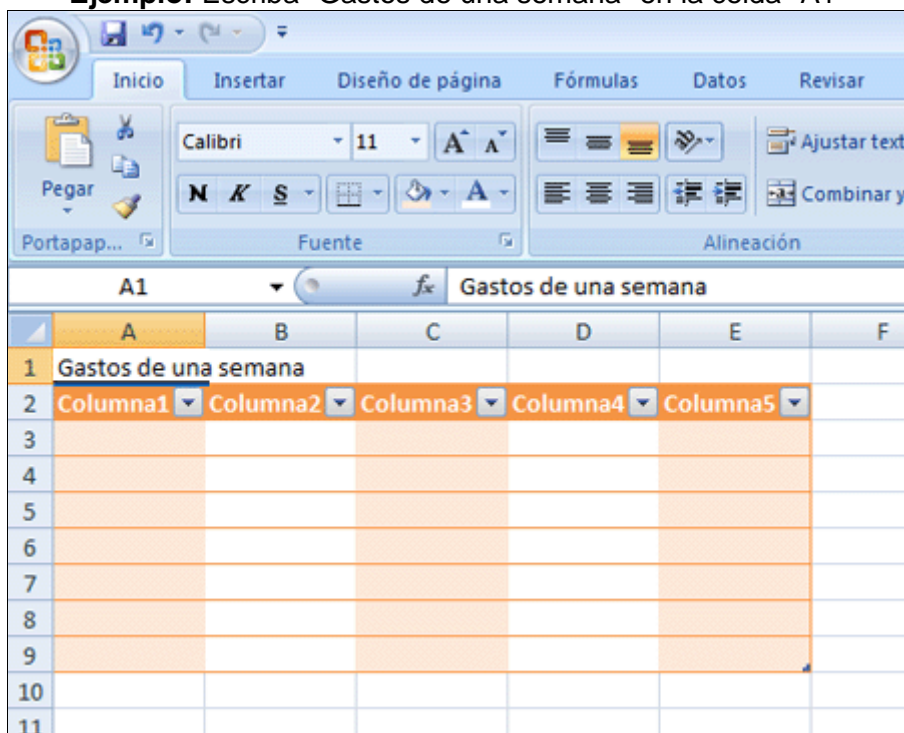 Ejemplo: Escriba "Gastos de una semana" en la celda "A1"
Inicio Insertar Diseño de página Fórmulas Datos Revisar
Calibri 11 A A Ajustar text
Pegar N K S A Combinar y
Portapap... Fuente Alineación
A1 fx Gastos de una semana
A B C D E F
1 Gastos de una semana
2 Columna1 Columna2 Columna3 Columna4 Columna5
3
4
5
6
7
8
9
10
11